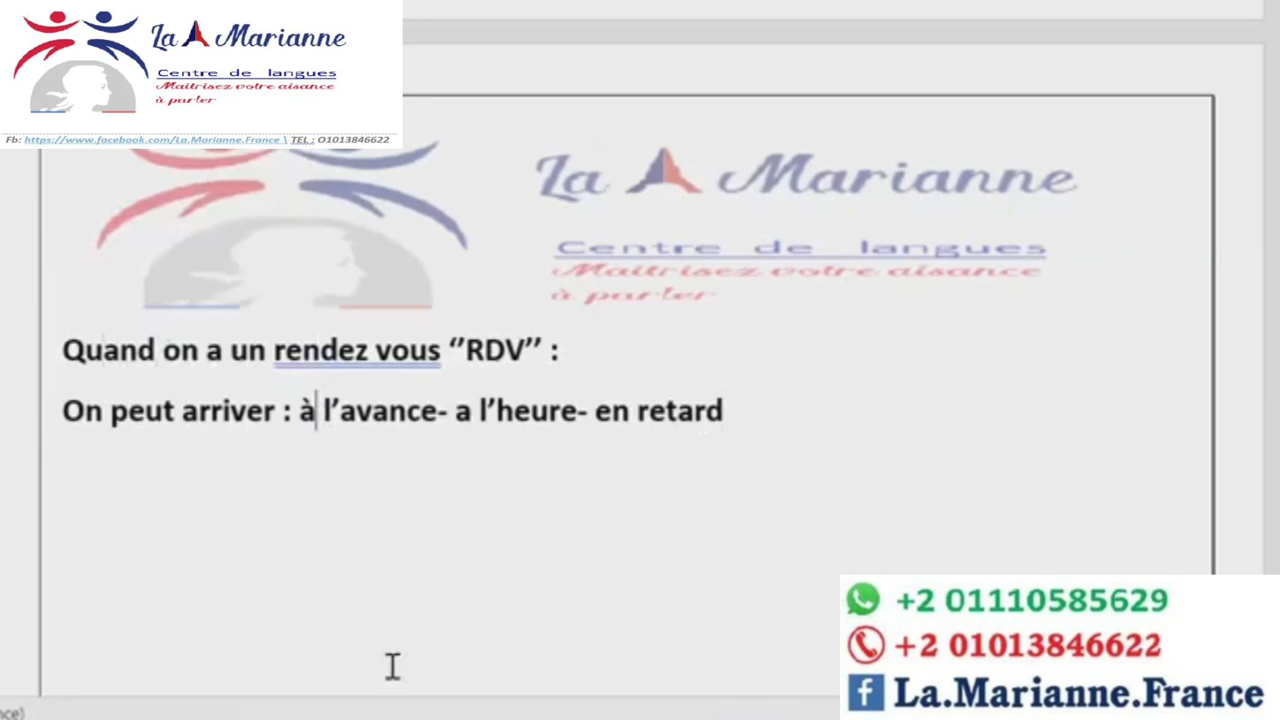 La Marianne
Centre de langues
Maitrisez votre aisance
à parler
Fb: https://www.facebook.com/La.Marianne.France \ TEL ; O1013846622
La Marianne
Centre de langues
Maitrisez votre aisance
à parler
Quand on a un rendez vous ‘’RDV’’ :
On peut arriver : à l’avance- a l’heure- en retard
+2 01110585629
+2 01013846622
La.Marianne.France